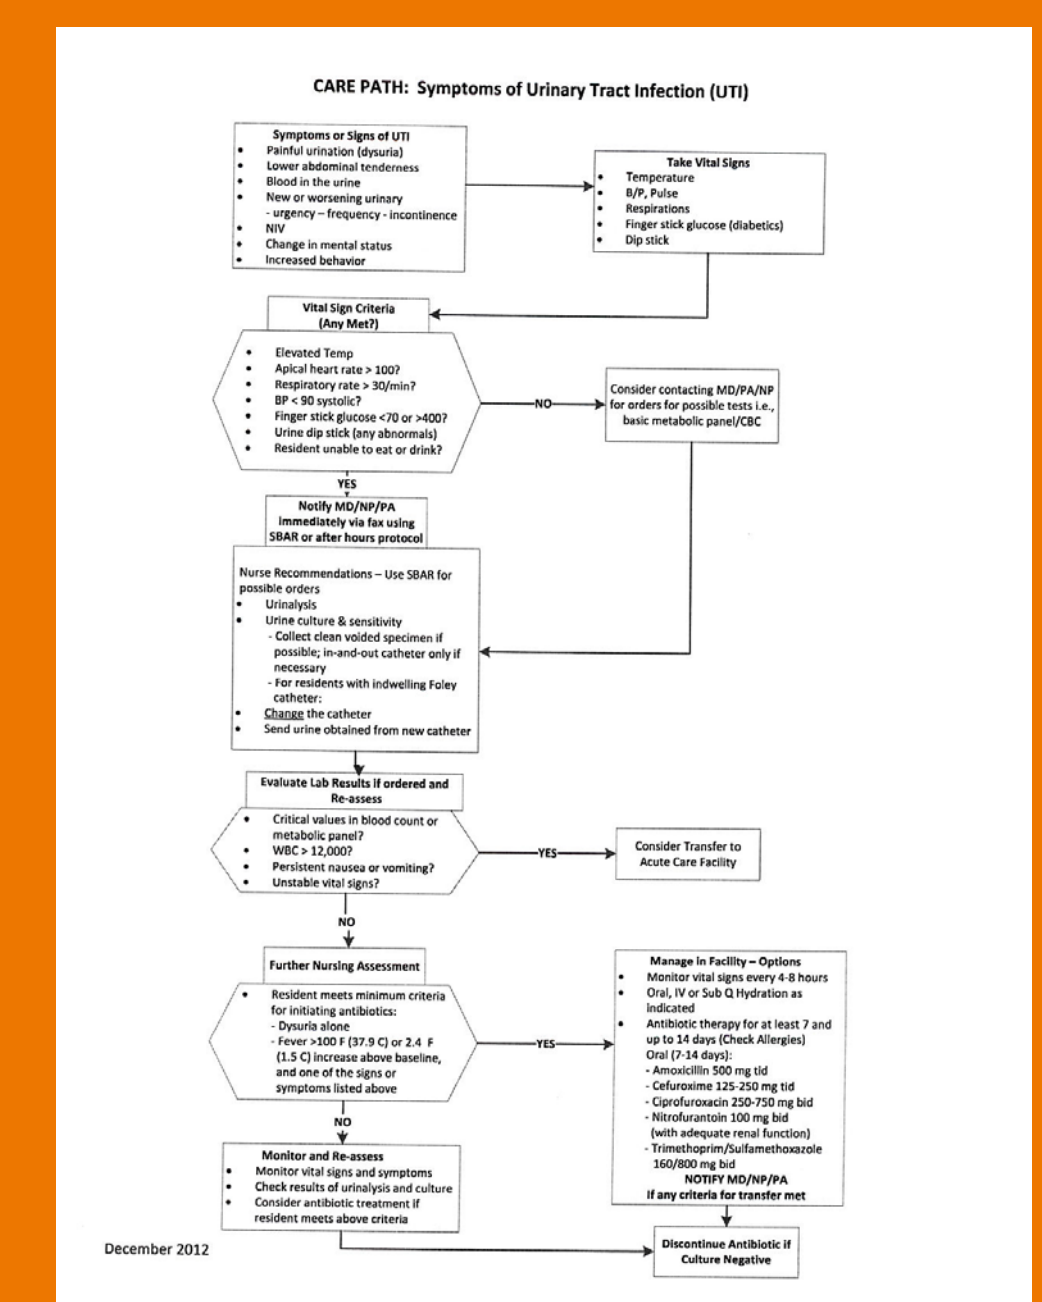 CARE PATH: Symptoms of Urinary Tract Infection (UTI)
Symptoms or Signs of UTI
• Painful urination (dysuria)
• Lower abdominal tenderness
• Blood in the urine
• New or worsening urinary
- urgency – frequency - incontinence
• NIV
• Change in mental status
• Increased behavior
Take Vital Signs
• Temperature
• B/P, Pulse
• Respirations
• Finger stick glucose (diabetics)
• Dip stick
Vital Sign Criteria
(Any Met?)
• Elevated Temp
• Apical heart rate > 100?
• Respiratory rate > 30/min?
• BP < 90 systolic?
• Finger stick glucose <70 or >400?
• Urine dip stick (any abnormals)
• Resident unable to eat or drink?
NO
Consider contacting MD/PA/NP
for orders for possible tests i.e.,
basic metabolic panel/CBC
YES
Notify MD/NP/PA
immediately via fax using
SBAR or after hours protocol
Nurse Recommendations – Use SBAR for
possible orders
• Urinalysis
• Urine culture & sensitivity
- Collect clean voided specimen if
possible; in-and-out catheter only if
necessary
- For residents with indwelling Foley
catheter:
• Change the catheter
• Send urine obtained from new catheter
Evaluate Lab Results if ordered and
Re-assess
• Critical values in blood count or
metabolic panel?
• WBC > 12,000?
• Persistent nausea or vomiting?
• Unstable vital signs?
YES
Consider Transfer to
Acute Care Facility
NO
Further Nursing Assessment
• Resident meets minimum criteria
for initiating antibiotics:
- Dysuria alone
- Fever >100 F (37.9 C) or 2.4 F
(1.5 C) increase above baseline,
and one of the signs or
symptoms listed above
YES
Manage in Facility – Options
• Monitor vital signs every 4-8 hours
• Oral, IV or Sub Q Hydration as
indicated
• Antibiotic therapy for at least 7 and
up to 14 days (Check Allergies)
Oral (7-14 days):
- Amoxicillin 500 mg tid
- Cefuroxime 125-250 mg tid
- Ciprofuroxacin 250-750 mg bid
- Nitrofurantoin 100 mg bid
(with adequate renal function)
- Trimethoprim/Sulfamethoxazole
160/800 mg bid
NOTIFY MD/NP/PA
If any criteria for transfer met
NO
Monitor and Re-assess
• Monitor vital signs and symptoms
• Check results of urinalysis and culture
• Consider antibiotic treatment if
resident meets above criteria
Discontinue Antibiotic if
Culture Negative
December 2012